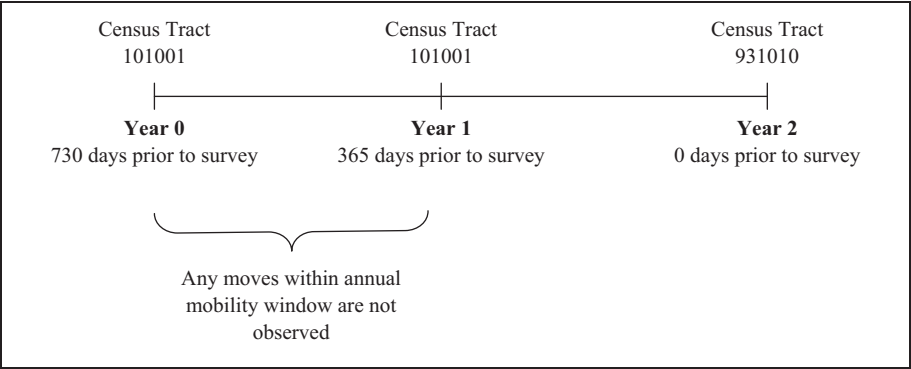 Census Tract
101001
Census Tract
101001
Census Tract
931010
Year 0
730 days prior to survey
Year 1
365 days prior to survey
Year 2
0 days prior to survey
Any moves within annual
mobility window are not
observed